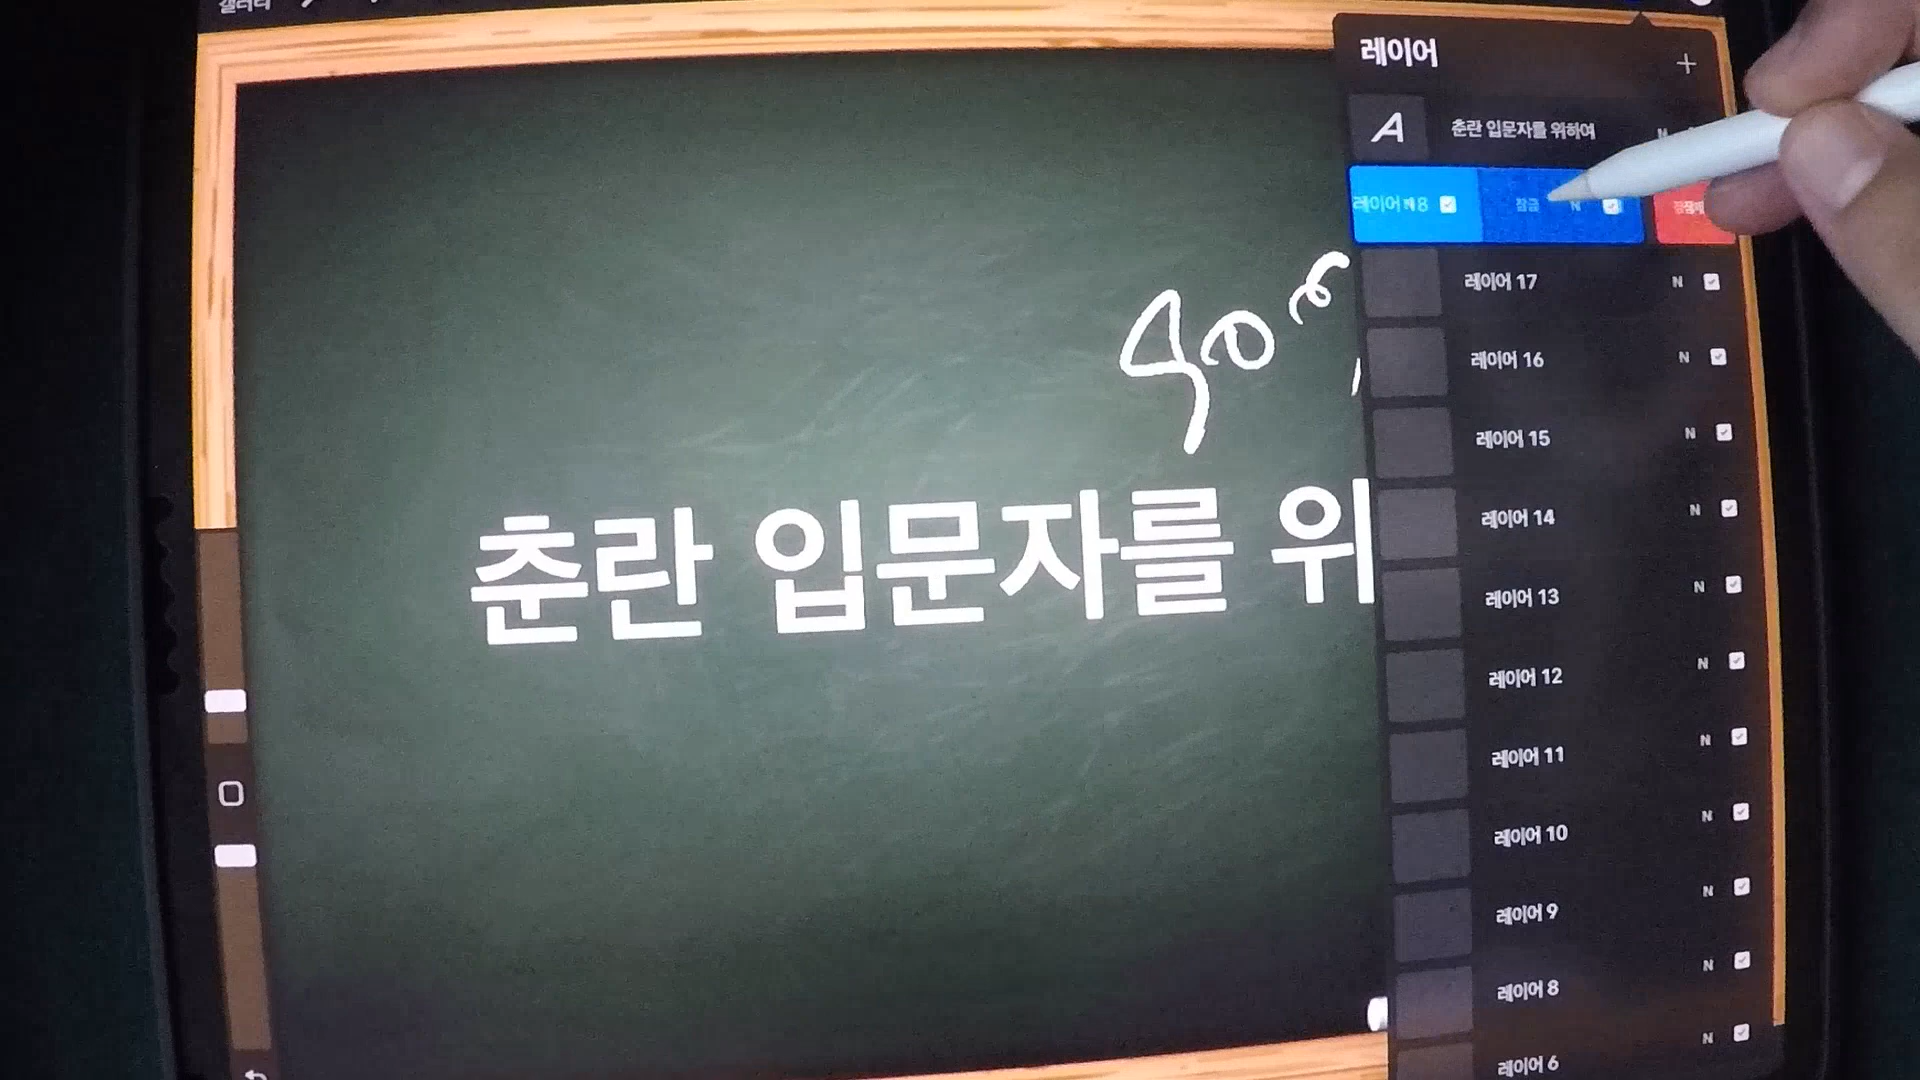 갤러리
레이어
A 춘란 입문자를 위하여 N
레이어 18 잠금 N
레이어 17 N
레이어 16 N
레이어 15 N
레이어 14 N
레이어 13 N
레이어 12 N
레이어 11 N
레이어 10 N
레이어 9 N
레이어 8 N
레이어 6 N
춘란 입문자를 위